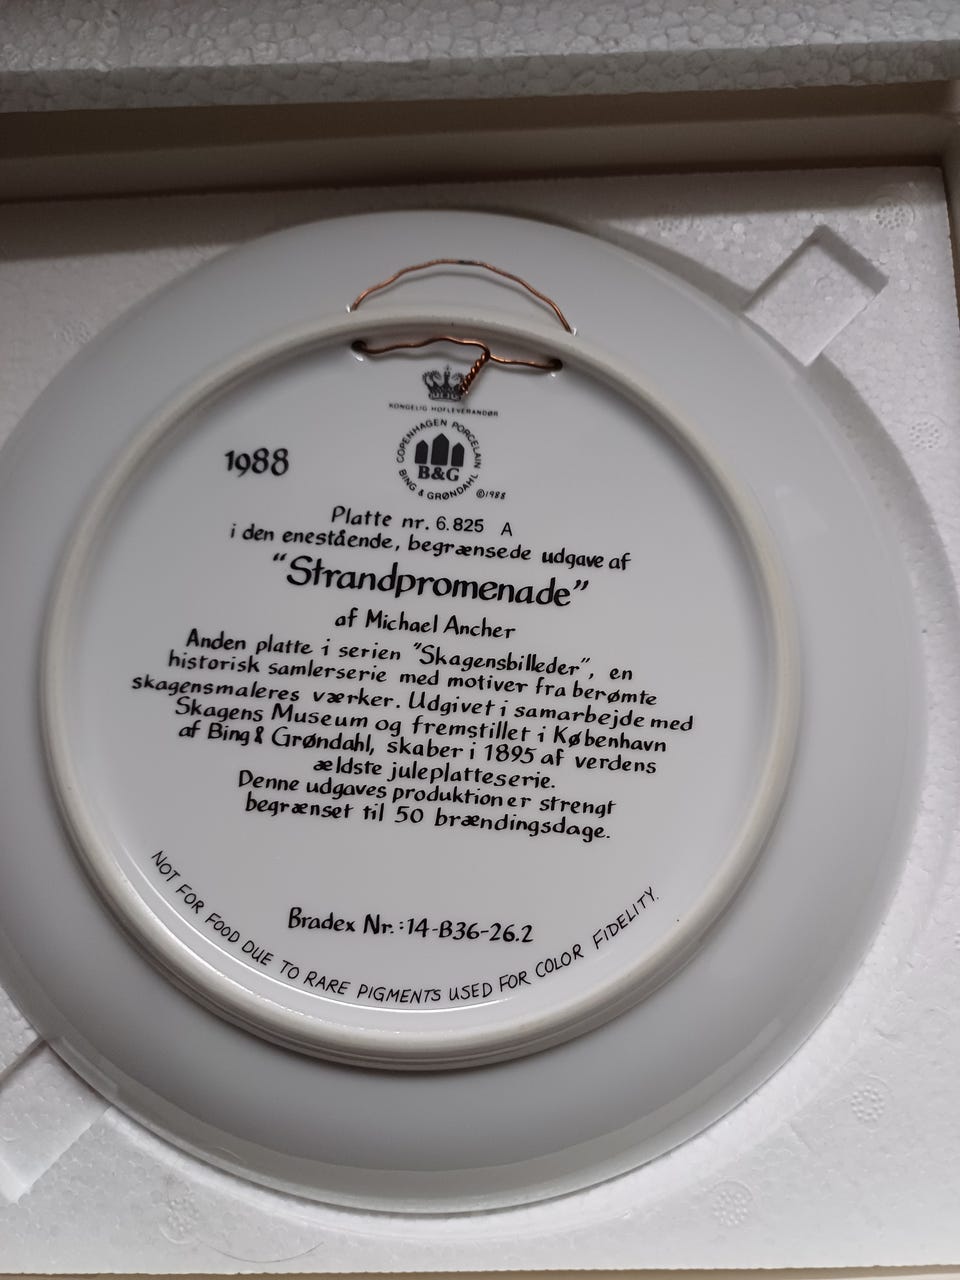 KONGELIG HOFLEVERANDØR
COPENHAGEN PORCELAIN
B&G
BING & GRØNDAHL
©1988
1988
Platte nr. 6.825 A
i den enestående, begrænsede udgave af
"Strandpromenade"
af Michael Ancher
Anden platte i serien "Skagensbilleder", en
historisk samlerserie med motiver fra berømte
skagensmaleres værker. Udgivet i samarbejde med
Skagens Museum og fremstillet i København
af Bing & Grøndahl, skaber i 1895 af verdens
ældste juleplatteserie.
Denne udgaves produktion er strengt
begrænset til 50 brændingsdage.
Bradex Nr.:14-B36-26.2
NOT FOR FOOD DUE TO RARE PIGMENTS USED FOR COLOR FIDELITY.